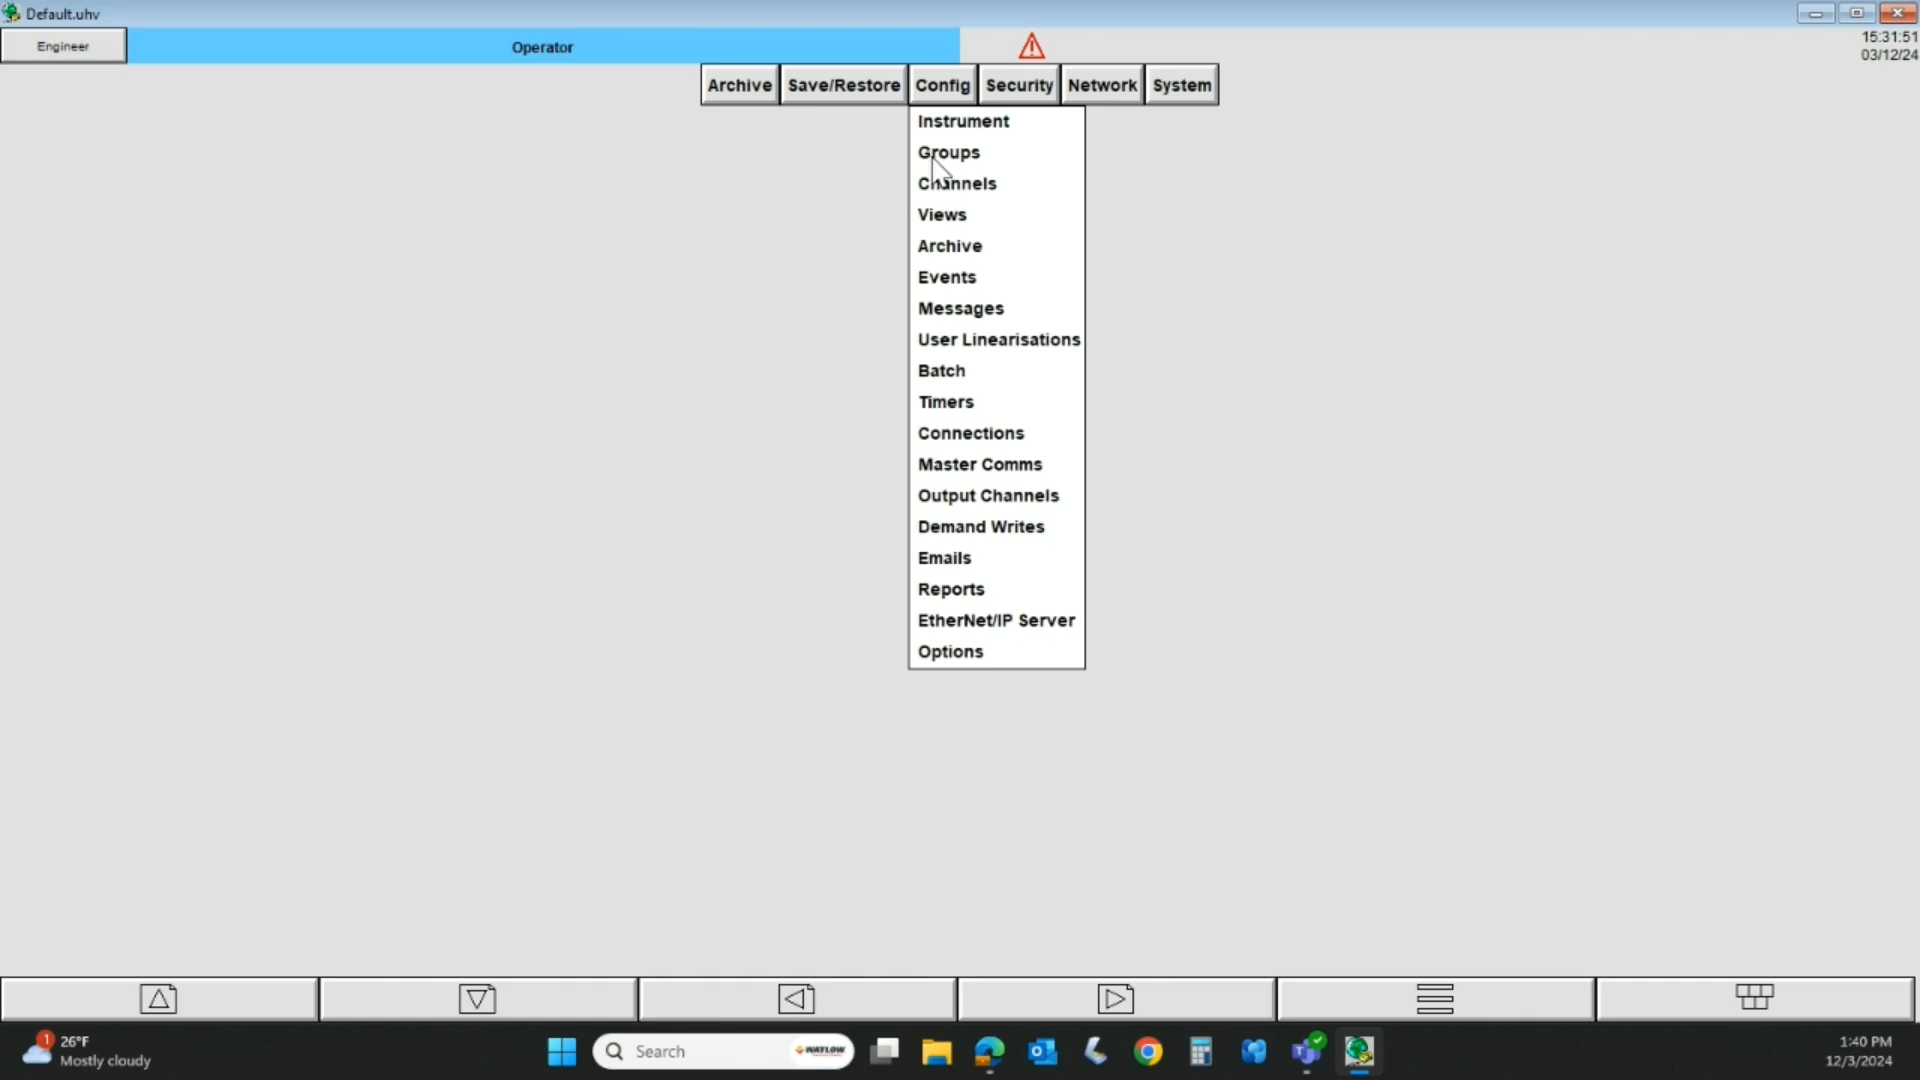 Default.uhv
Engineer
Operator
15:31:51
03/12/24
Archive Save/Restore Config Security Network System
Instrument
Groups
Channels
Views
Archive
Events
Messages
User Linearisations
Batch
Timers
Connections
Master Comms
Output Channels
Demand Writes
Emails
Reports
EtherNet/IP Server
Options
1
26°F
Mostly cloudy
Search
WATLOW
1:40 PM
12/3/2024